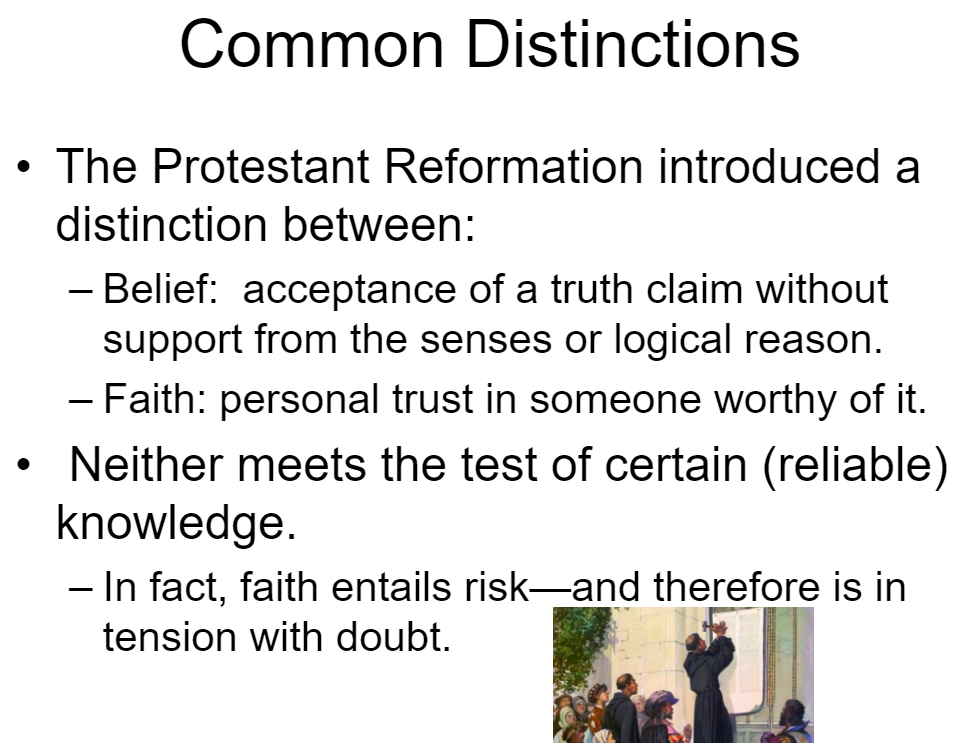 Common Distinctions
• The Protestant Reformation introduced a
distinction between:
– Belief:  acceptance of a truth claim without
support from the senses or logical reason.
– Faith: personal trust in someone worthy of it.
•  Neither meets the test of certain (reliable)
knowledge.
– In fact, faith entails risk—and therefore is in
tension with doubt.